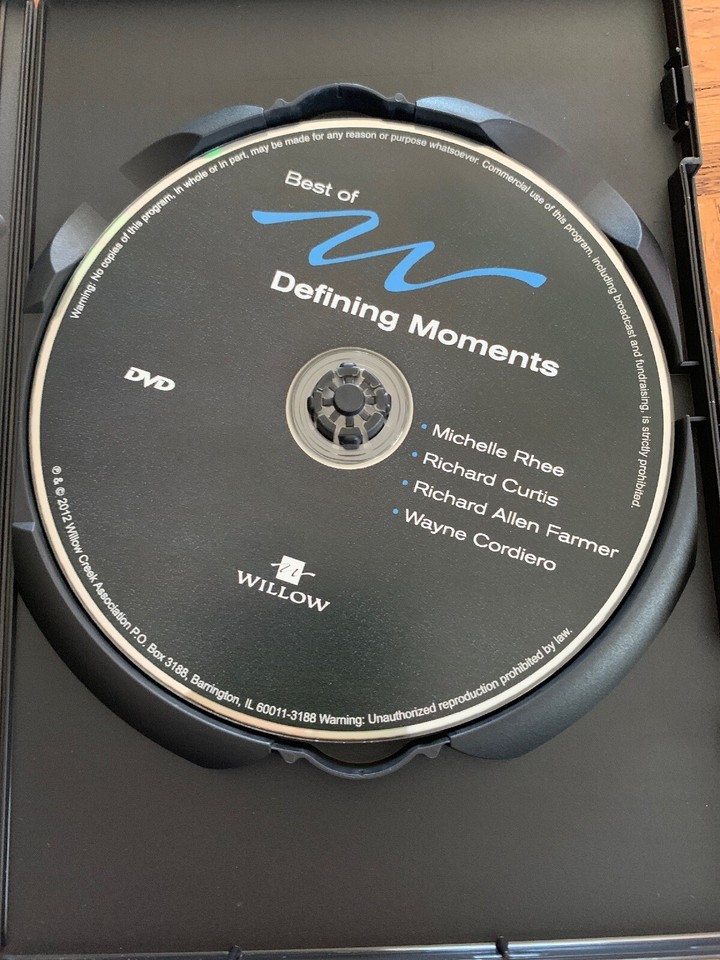 Best of
Defining Moments
DVD
• Michelle Rhee
• Richard Curtis
• Richard Allen Farmer
• Wayne Cordiero
WILLOW
Warning: No copies of this program, in whole or in part, may be made for any reason or purpose whatsoever. Commercial use of this program, including broadcast and fundraising, is strictly prohibited.
℗ & © 2012 Willow Creek Association P.O. Box 3188, Barrington, IL 60011-3188 Warning: Unauthorized reproduction prohibited by law.